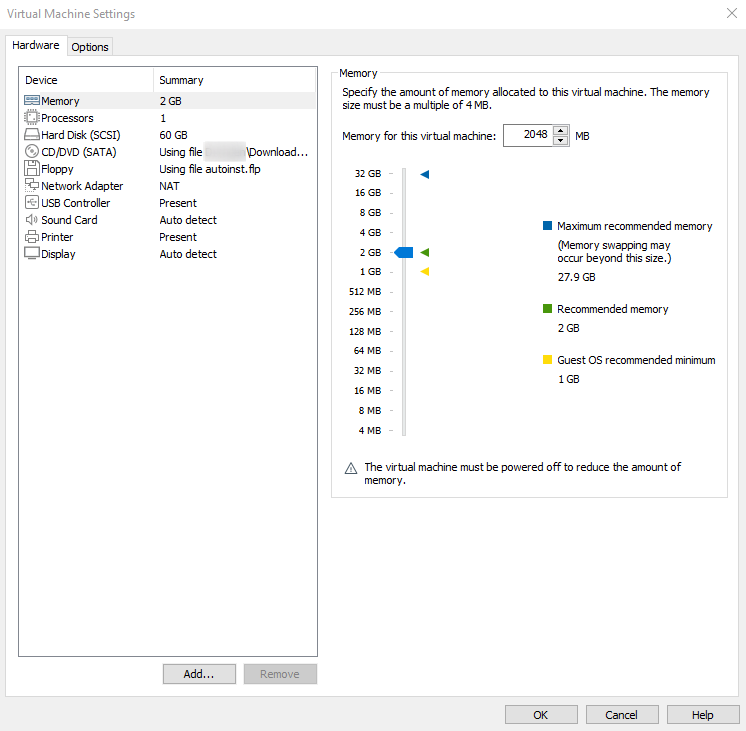 Virtual Machine Settings
Hardware
Options
Device Summary
Memory 2 GB
Processors 1
Hard Disk (SCSI) 60 GB
CD/DVD (SATA) Using file \Download...
Floppy Using file autoinst.flp
Network Adapter NAT
USB Controller Present
Sound Card Auto detect
Printer Present
Display Auto detect
Add...
Remove
Memory
Specify the amount of memory allocated to this virtual machine. The memory
size must be a multiple of 4 MB.
Memory for this virtual machine: 2048 MB
32 GB
16 GB
8 GB
4 GB
2 GB
1 GB
512 MB
256 MB
128 MB
64 MB
32 MB
16 MB
8 MB
4 MB
Maximum recommended memory
(Memory swapping may
occur beyond this size.)
27.9 GB
Recommended memory
2 GB
Guest OS recommended minimum
1 GB
The virtual machine must be powered off to reduce the amount of
memory.
OK
Cancel
Help